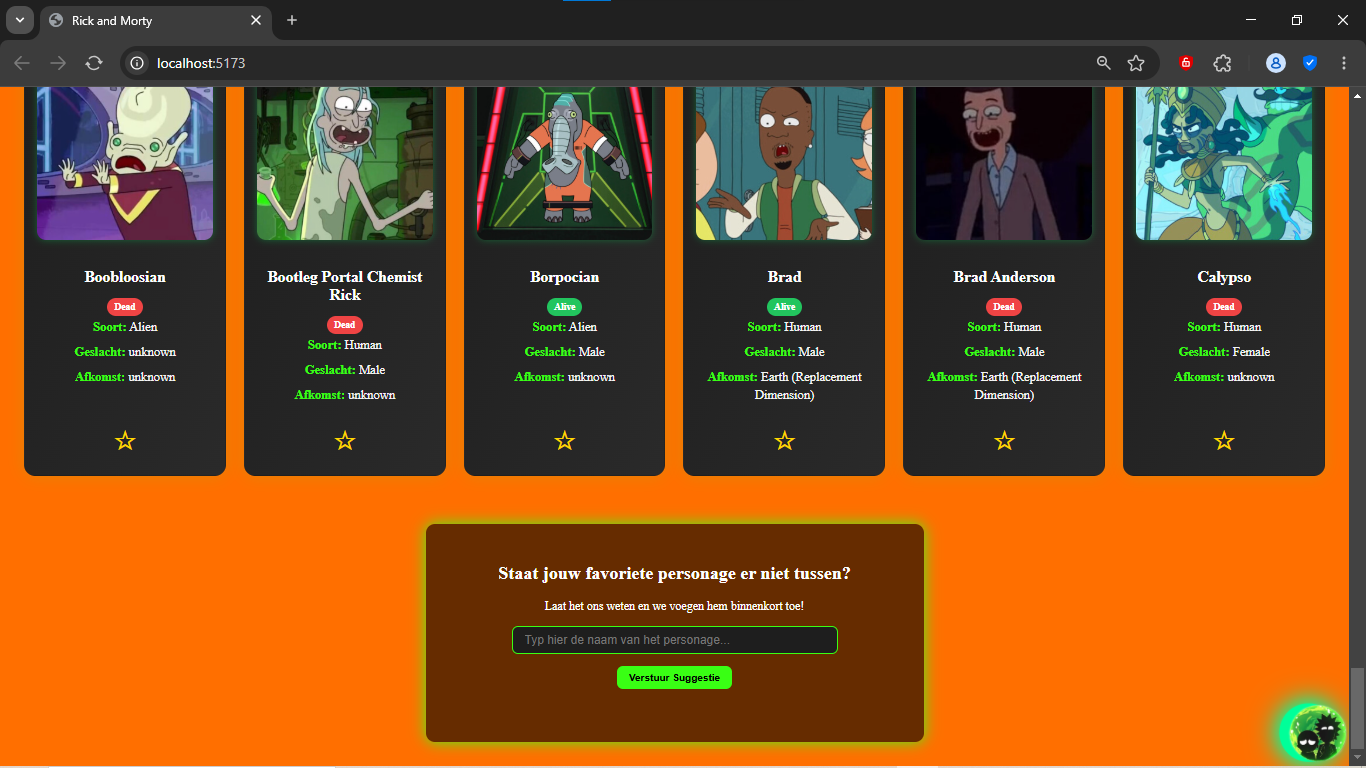 Rick and Morty
localhost:5173
Boobloosian
Dead
Soort: Alien
Geslacht: unknown
Afkomst: unknown
Bootleg Portal Chemist
Rick
Dead
Soort: Human
Geslacht: Male
Afkomst: unknown
Borpocian
Alive
Soort: Alien
Geslacht: Male
Afkomst: unknown
Brad
Alive
Soort: Human
Geslacht: Male
Afkomst: Earth (Replacement
Dimension)
Brad Anderson
Dead
Soort: Human
Geslacht: Male
Afkomst: Earth (Replacement
Dimension)
Calypso
Dead
Soort: Human
Geslacht: Female
Afkomst: unknown
Staat jouw favoriete personage er niet tussen?
Laat het ons weten en we voegen hem binnenkort toe!
Typ hier de naam van het personage...
Verstuur Suggestie